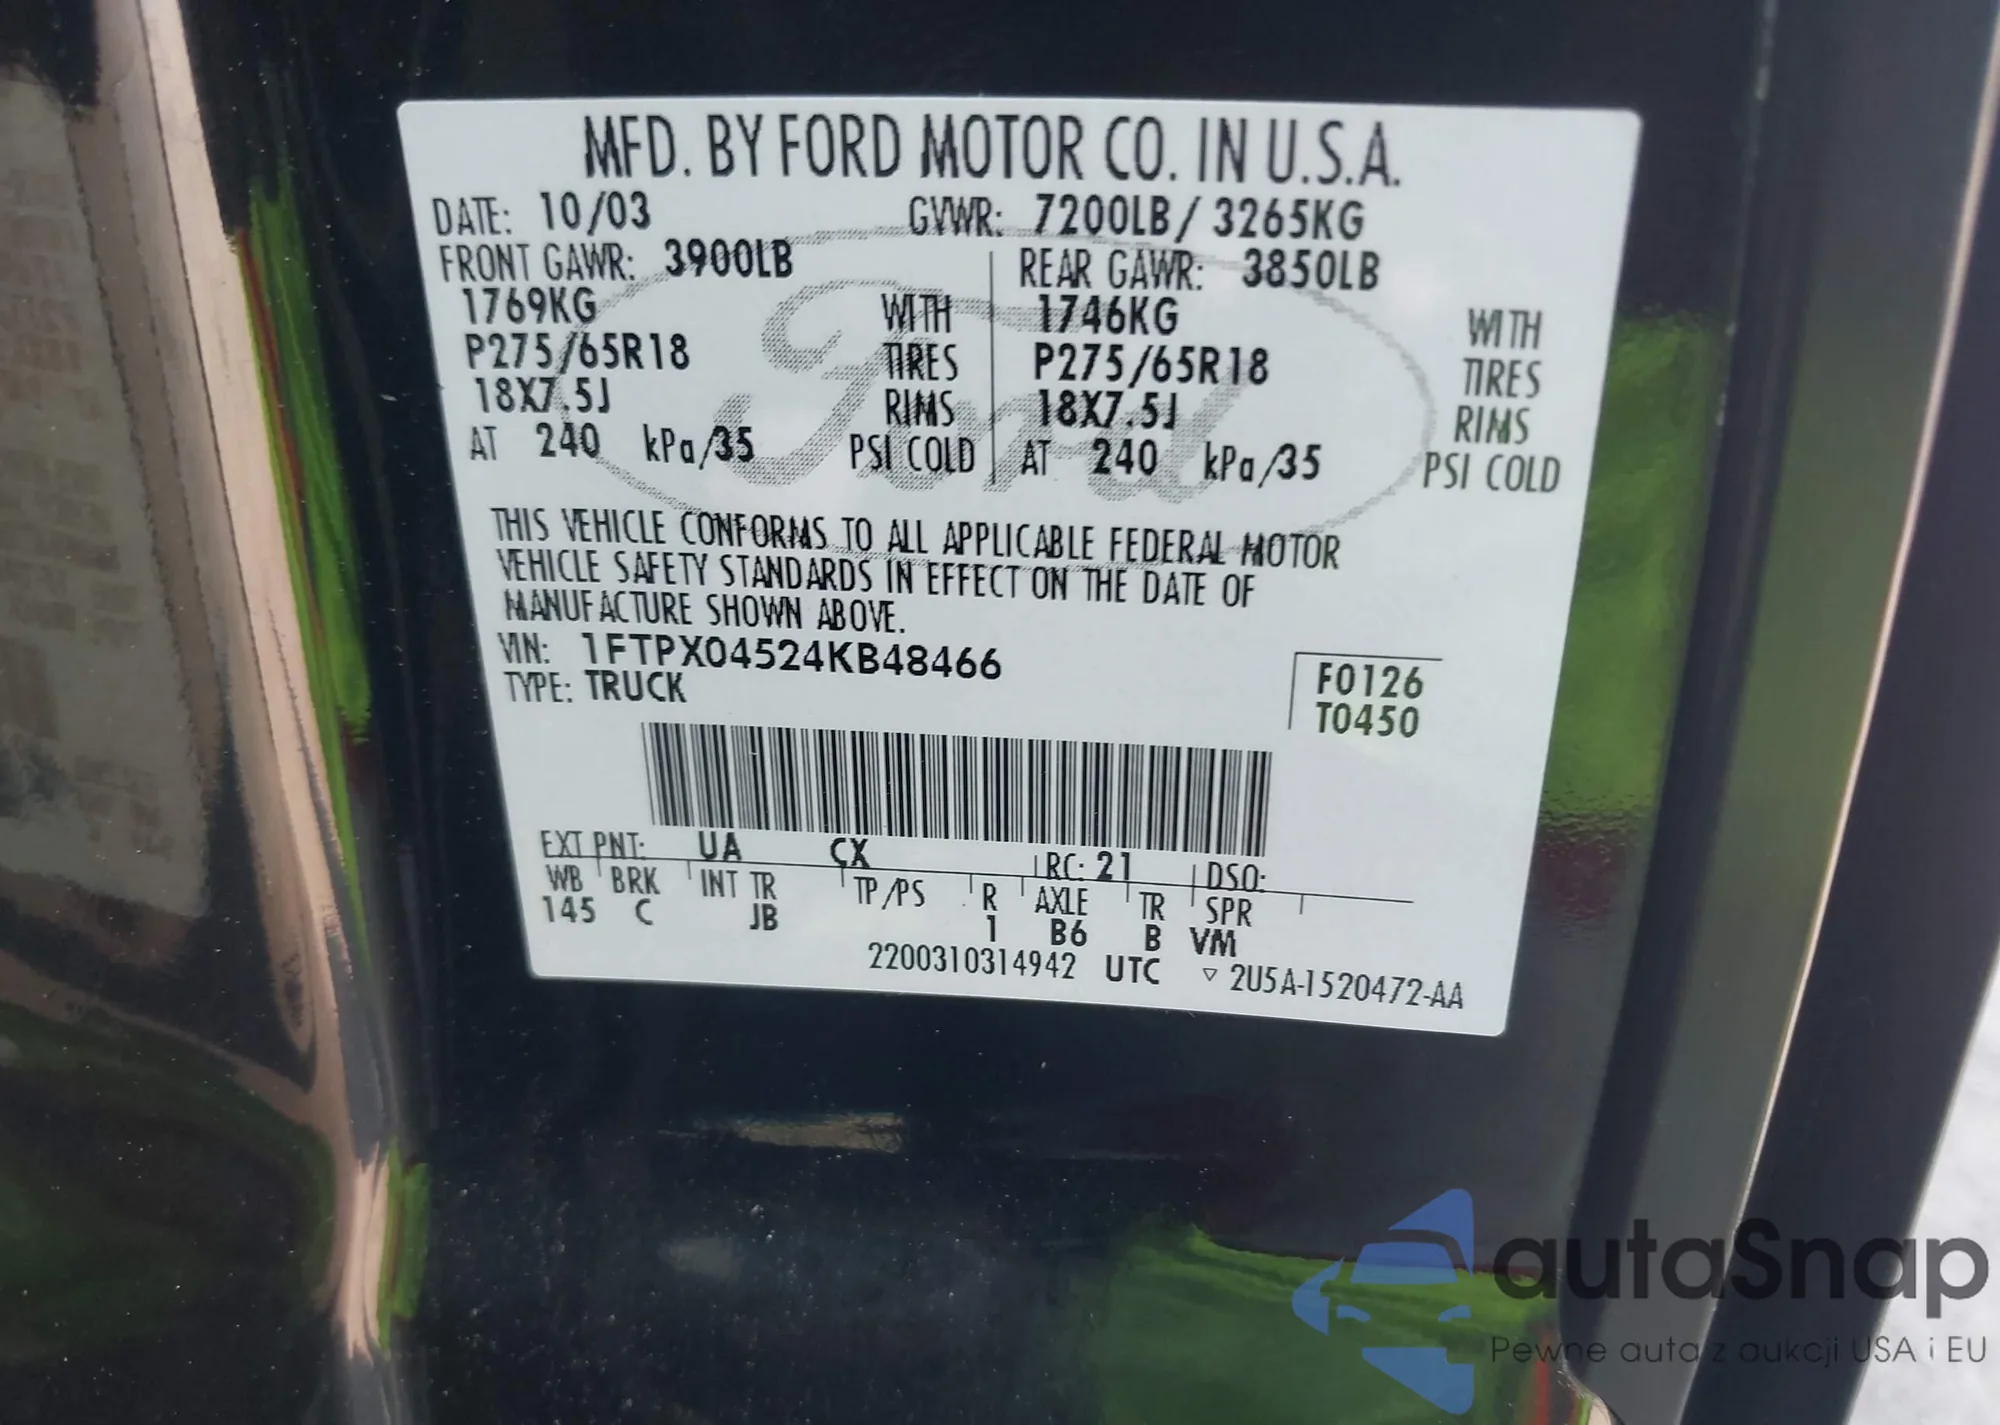 MFD. BY FORD MOTOR CO. IN U.S.A.
DATE: 10/03 GVWR: 7200LB / 3265KG
FRONT GAWR: 3900LB REAR GAWR: 3850LB
1769KG WITH 1746KG WITH
P275/65R18 TIRES P275/65R18 TIRES
18X7.5J RIMS 18X7.5J RIMS
AT 240 kPa/35 PSI COLD AT 240 kPa/35 PSI COLD
Ford
THIS VEHICLE CONFORMS TO ALL APPLICABLE FEDERAL MOTOR
VEHICLE SAFETY STANDARDS IN EFFECT ON THE DATE OF
MANUFACTURE SHOWN ABOVE.
VIN: 1FTPX04524KB48466
TYPE: TRUCK
F0126
T0450
EXT PNT: UA CX RC: 21 DSO:
WB BRK INT TR TP/PS R AXLE TR SPR
145 C JB 1 B6 B VM
2200310314942 UTC ▽ 2U5A-1520472-AA
autaSnap
Pewne auta z aukcji USA i EU